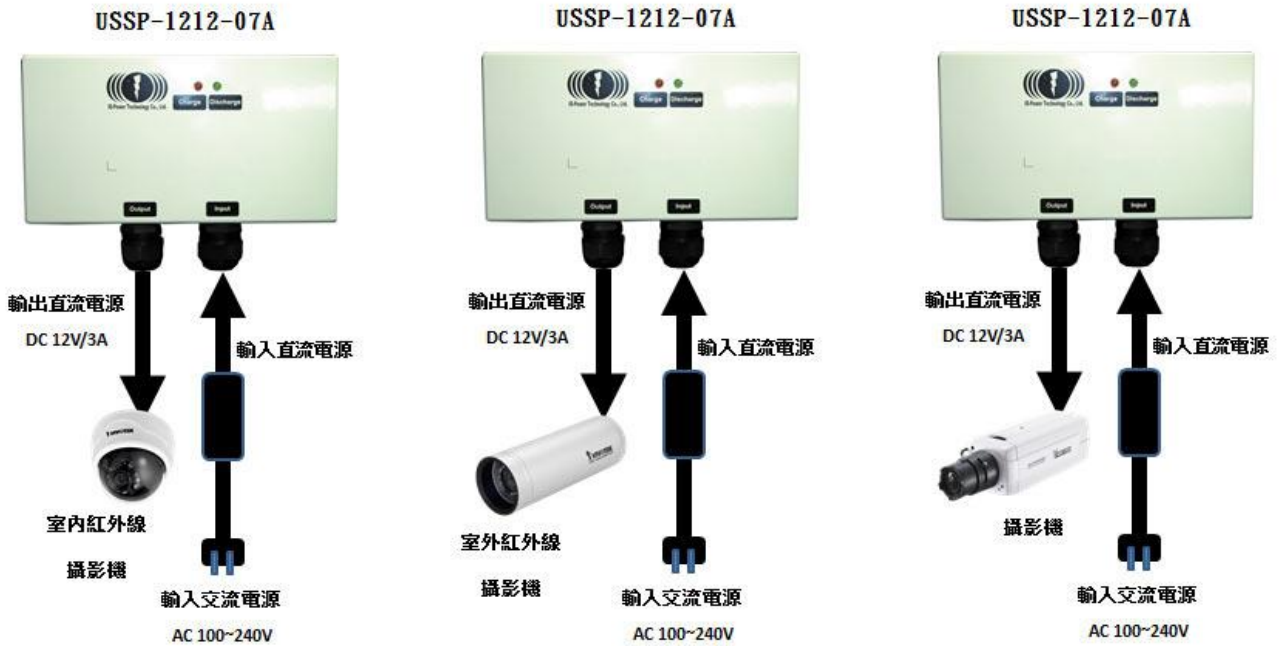 USSP-1212-07A
Charge
Discharge
Output
Input
輸出直流電源
DC 12V/3A
輸入直流電源
室內紅外線
攝影機
輸入交流電源
AC 100~240V
USSP-1212-07A
Charge
Discharge
Output
Input
輸出直流電源
DC 12V/3A
輸入直流電源
室外紅外線
攝影機
輸入交流電源
AC 100~240V
USSP-1212-07A
Charge
Discharge
Output
Input
輸出直流電源
DC 12V/3A
輸入直流電源
攝影機
輸入交流電源
AC 100~240V